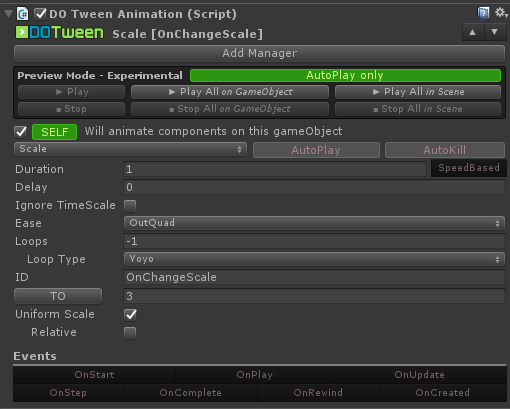 DO Tween Animation (Script)
DOTween Scale [OnChangeScale]
Add Manager
Preview Mode - Experimental AutoPlay only
► Play ► Play All on GameObject ► Play All in Scene
■ Stop ■ Stop All on GameObject ■ Stop All in Scene
SELF Will animate components on this gameObject
Scale AutoPlay AutoKill
Duration 1 SpeedBased
Delay 0
Ignore TimeScale
Ease OutQuad
Loops -1
Loop Type Yoyo
ID OnChangeScale
TO 3
Uniform Scale
Relative
Events
OnStart OnPlay OnUpdate
OnStep OnComplete OnRewind OnCreated